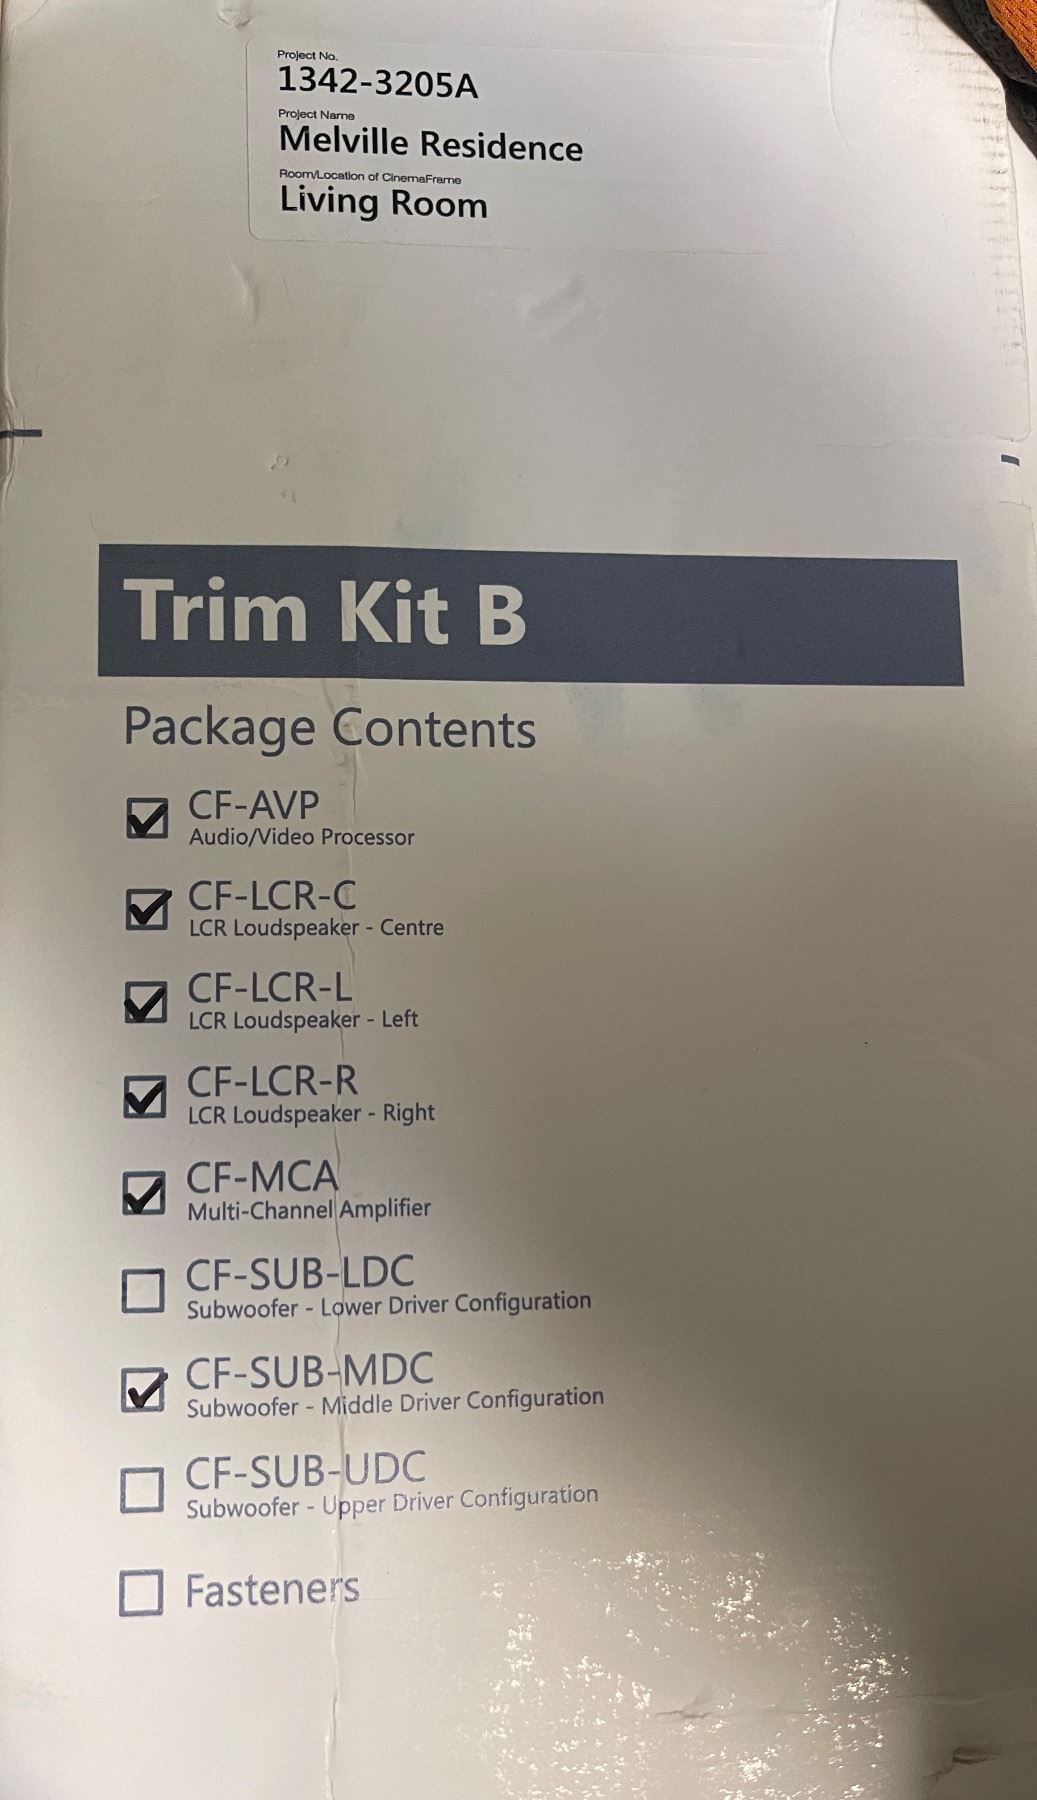 Project No.
1342-3205A
Project Name
Melville Residence
Room/Location of CinemaFrame
Living Room
Trim Kit B
Package Contents
CF-AVP
Audio/Video Processor
CF-LCR-C
LCR Loudspeaker - Centre
CF-LCR-L
LCR Loudspeaker - Left
CF-LCR-R
LCR Loudspeaker - Right
CF-MCA
Multi-Channel Amplifier
CF-SUB-LDC
Subwoofer - Lower Driver Configuration
CF-SUB-MDC
Subwoofer - Middle Driver Configuration
CF-SUB-UDC
Subwoofer - Upper Driver Configuration
Fasteners